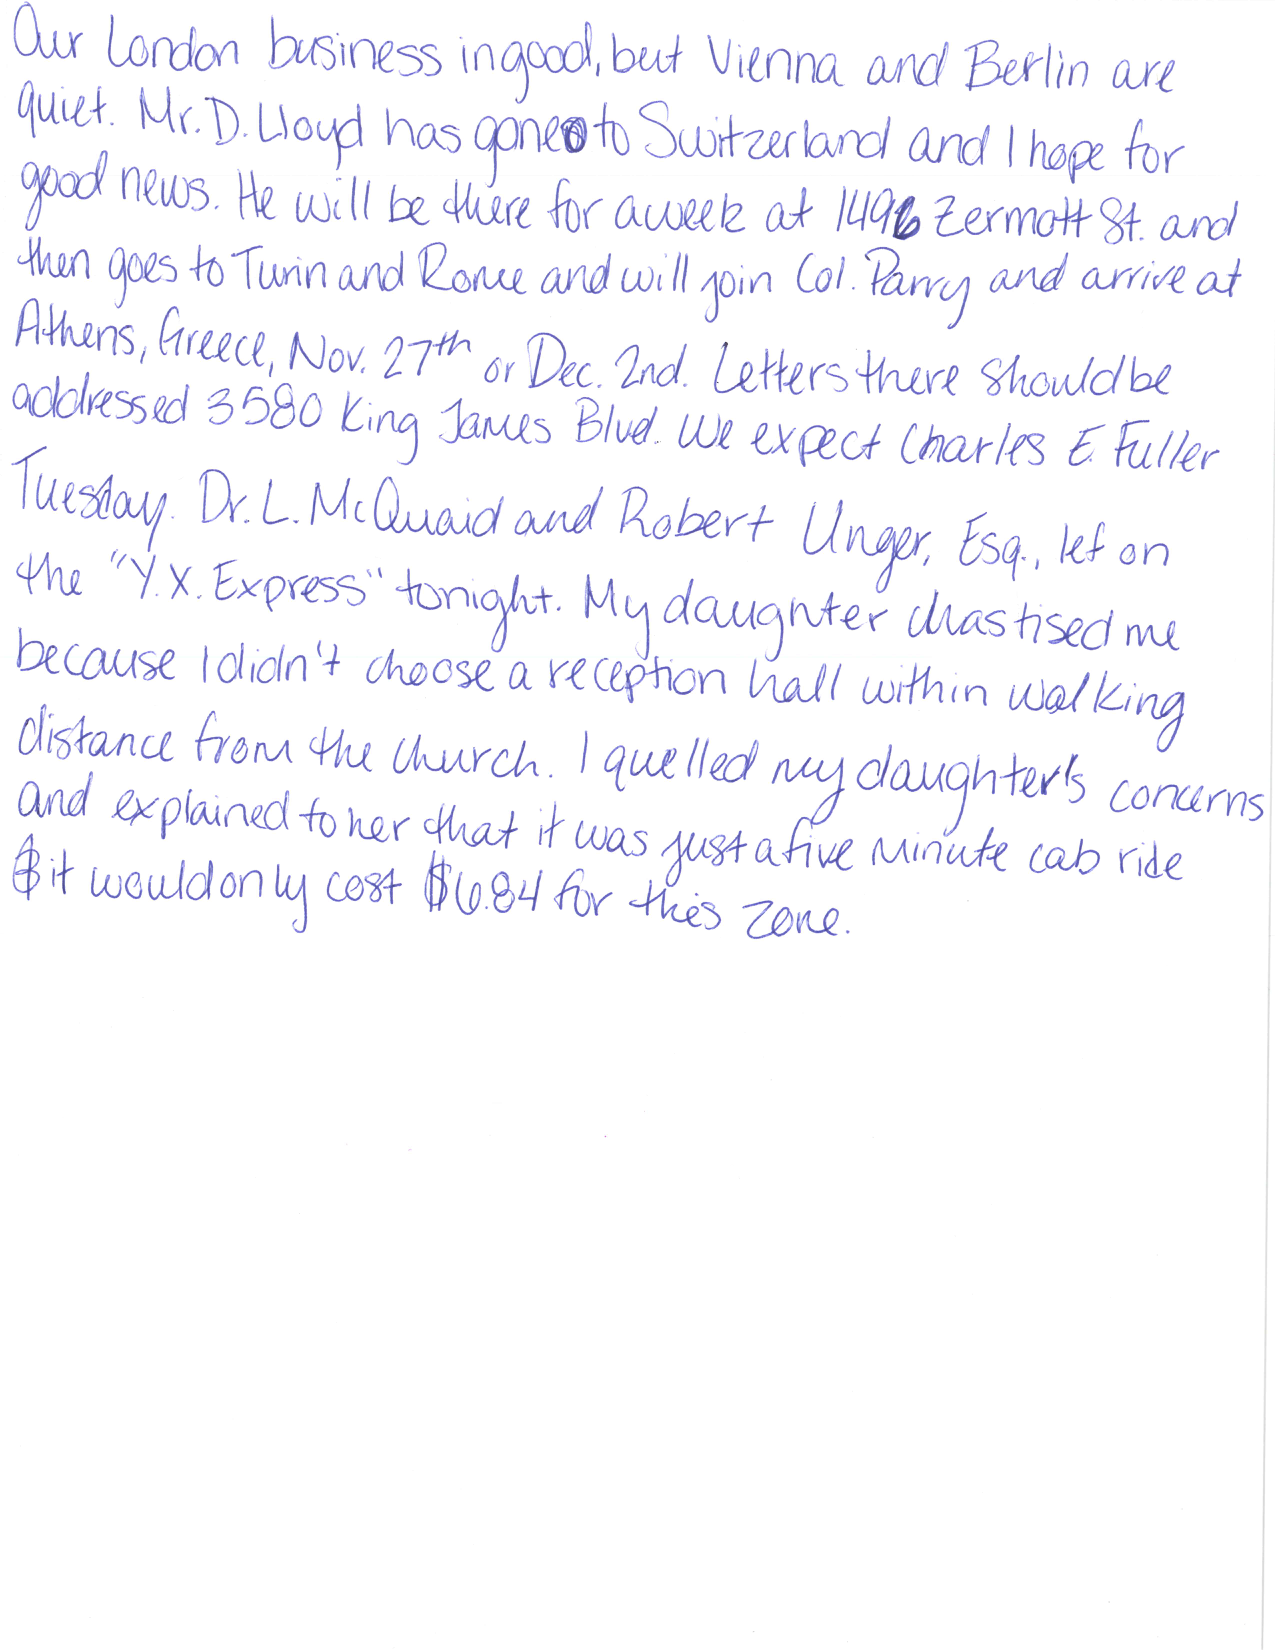 Our London business in good, but Vienna and Berlin are
quiet. Mr. D. Lloyd has gone to Switzerland and I hope for
good news. He will be there for a week at 1496 Zermott St. and
then goes to Turin and Rome and will join Col. Parry and arrive at
Athens, Greece, Nov. 27th or Dec. 2nd. Letters there should be
addressed 3580 King James Blvd. We expect Charles E. Fuller
Tuesday. Dr. L. McQuaid and Robert Unger, Esq., lef on
the "Y.X. Express" tonight. My daughter chastised me
because I didn't choose a reception hall within walking
distance from the church. I quelled my daughter's concerns
and explained to her that it was just a five minute cab ride
& it would only cost $6.84 for this zone.